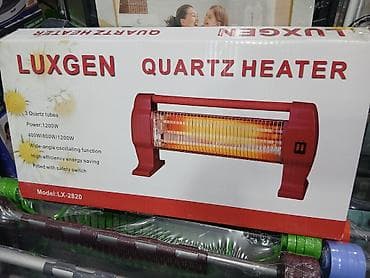 LUXGEN
QUARTZ HEATER
LUXGEN QUARTZ HEATER
3 Quartz tubes
Power:1200W
400W/800W/1200W
Wide-angle oscillating function
High-efficiency energy saving
Fitted with safety switch
Model:LX-2820